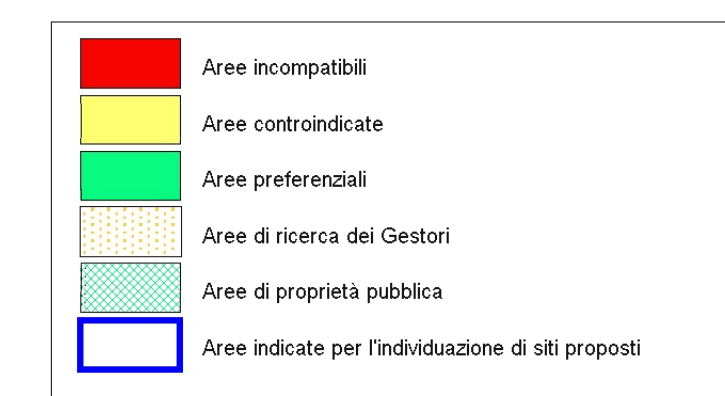 Aree incompatibili
Aree controindicate
Aree preferenziali
Aree di ricerca dei Gestori
Aree di proprietà pubblica
Aree indicate per l'individuazione di siti proposti